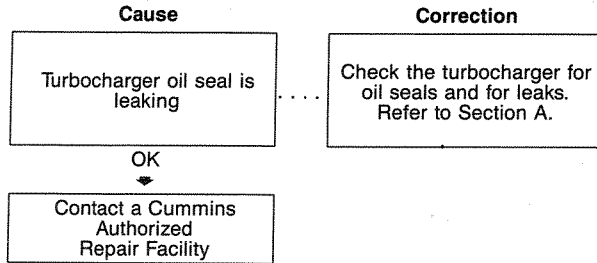 Cause
Correction
Turbocharger oil seal is
leaking
. . . .
Check the turbocharger for
oil seals and for leaks.
Refer to Section A.
OK
Contact a Cummins
Authorized
Repair Facility